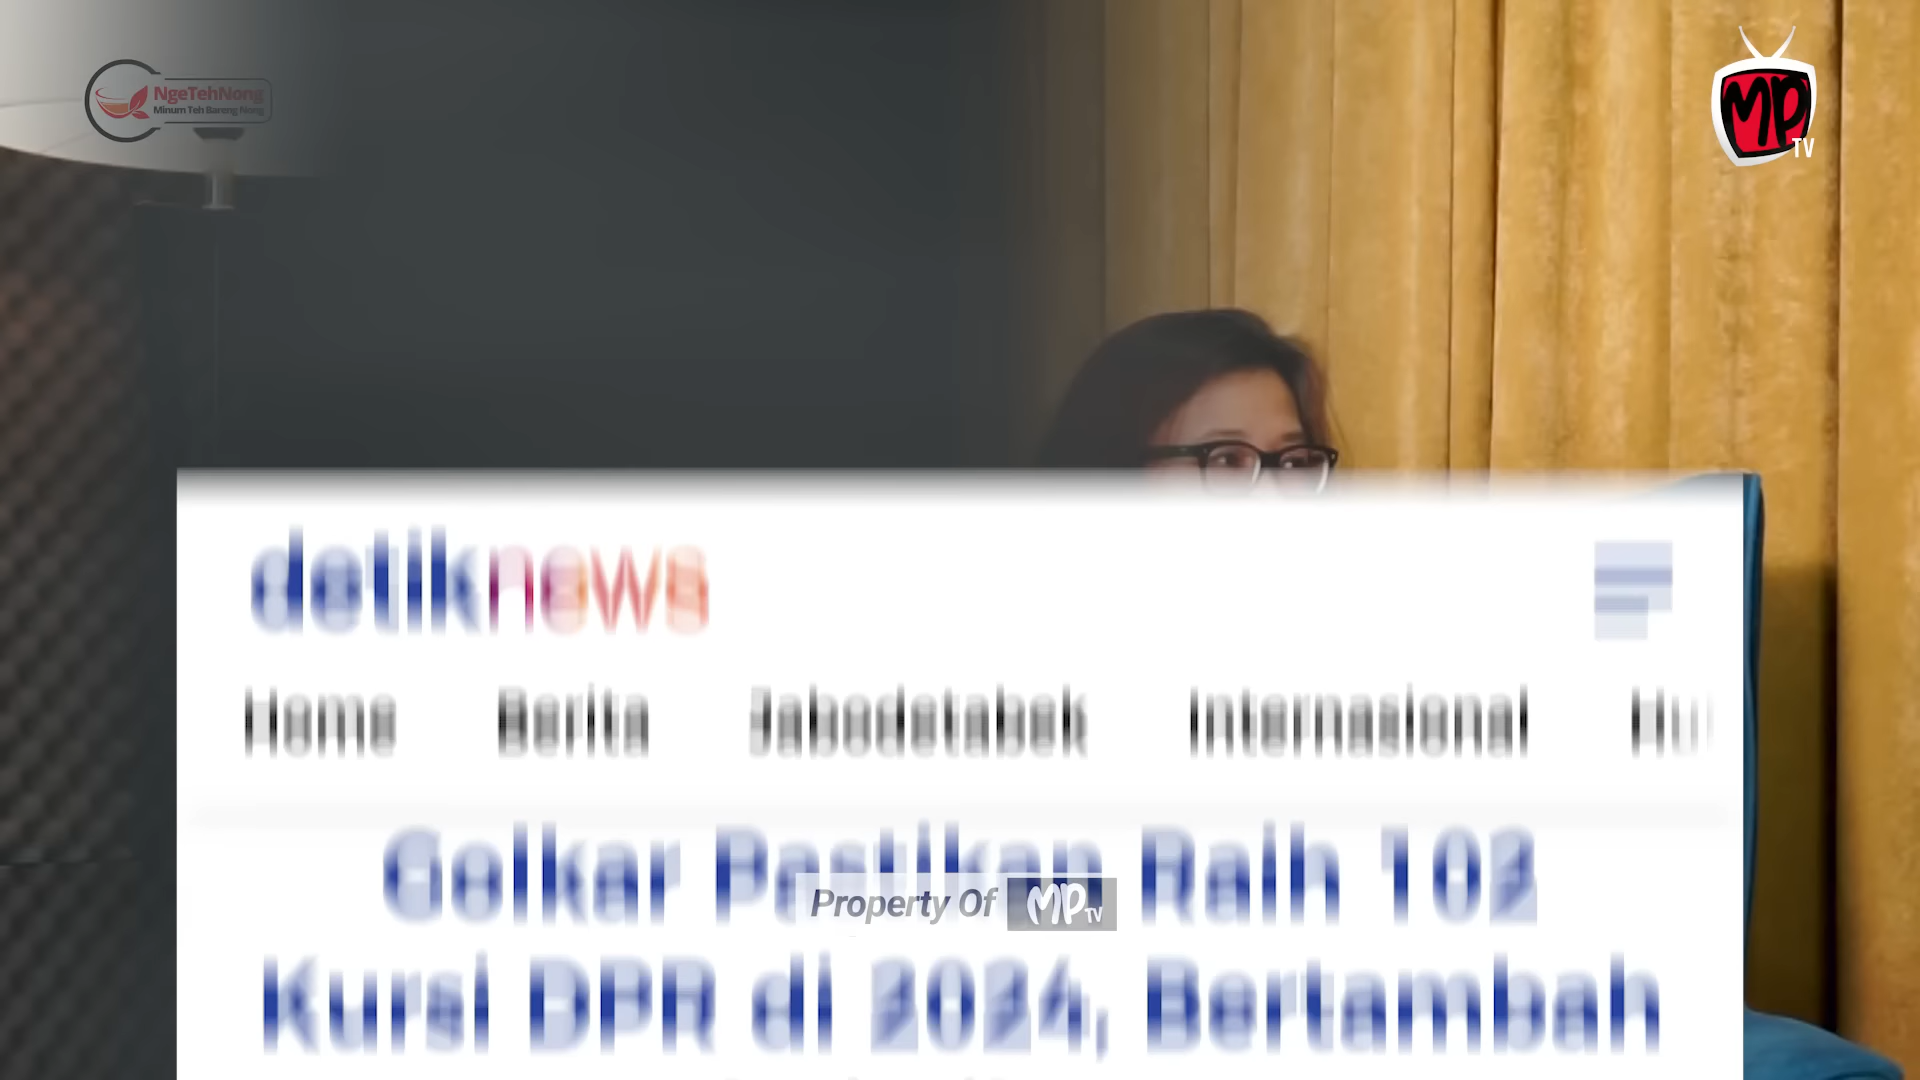 NgeTehNong
Minum Teh Bareng Nong
MP
TV
detiknews
Home Berita Jabodetabek Internasional Hu
Golkar Pastikan Raih 102
Property Of MP TV
Kursi DPR di 2024, Bertambah